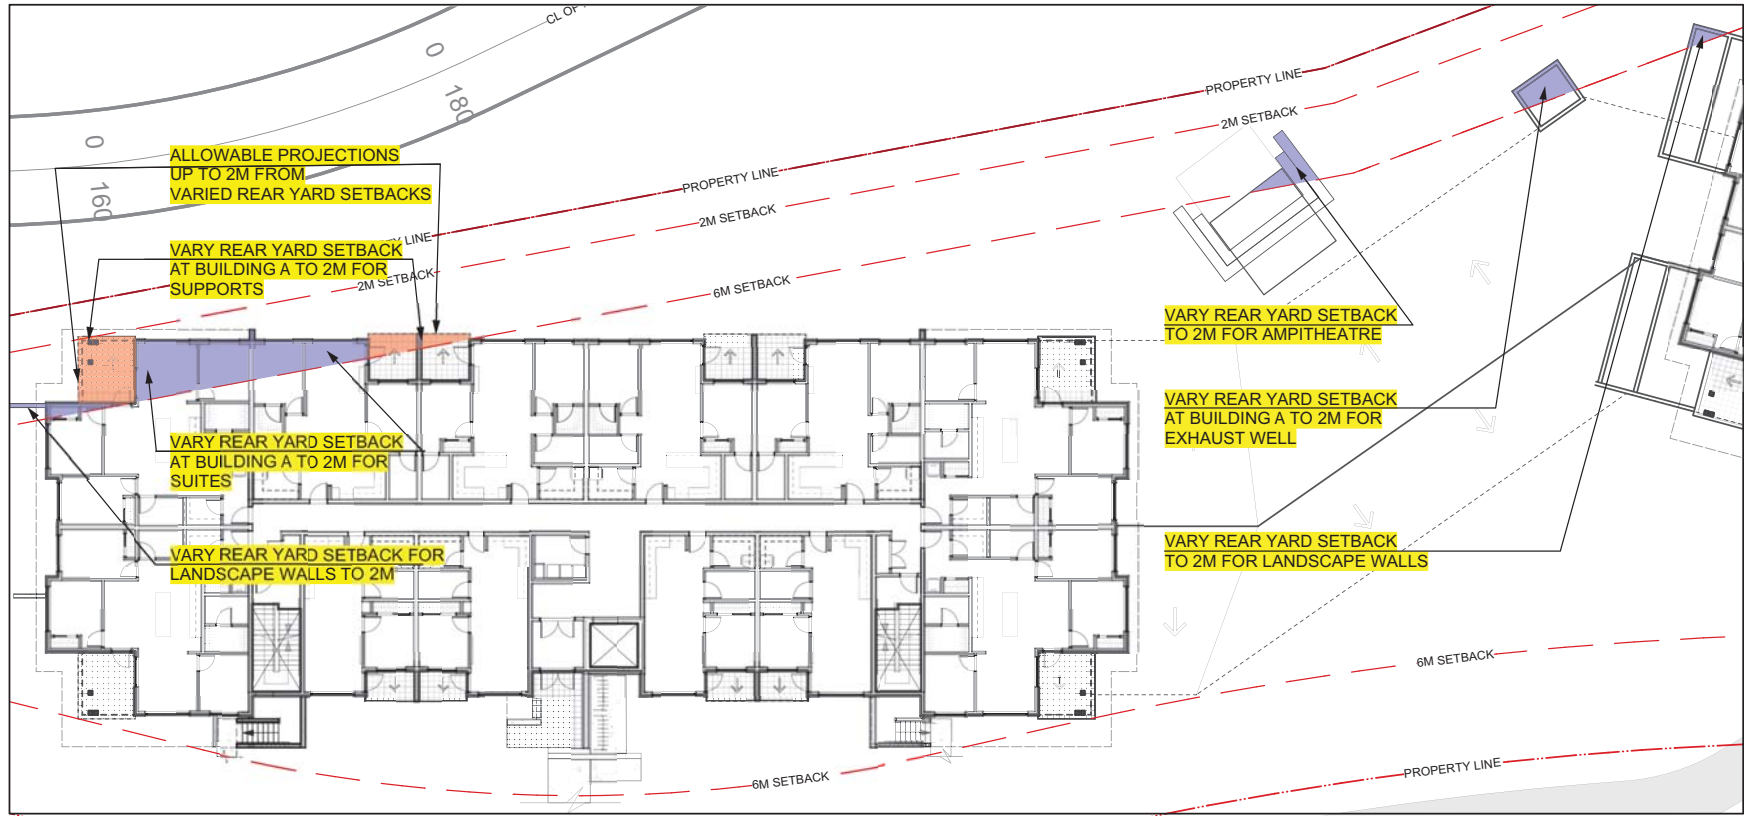 CL OF
0
180
0
160
ALLOWABLE PROJECTIONS
UP TO 2M FROM
VARIED REAR YARD SETBACKS
PROPERTY LINE
2M SETBACK
PROPERTY LINE
2M SETBACK
6M SETBACK
LINE
2M SETBACK
VARY REAR YARD SETBACK
AT BUILDING A TO 2M FOR
SUPPORTS
VARY REAR YARD SETBACK
TO 2M FOR AMPITHEATRE
VARY REAR YARD SETBACK
AT BUILDING A TO 2M FOR
EXHAUST WELL
VARY REAR YARD SETBACK
AT BUILDING A TO 2M FOR
SUITES
VARY REAR YARD SETBACK FOR
LANDSCAPE WALLS TO 2M
VARY REAR YARD SETBACK
TO 2M FOR LANDSCAPE WALLS
6M SETBACK
6M SETBACK
PROPERTY LINE